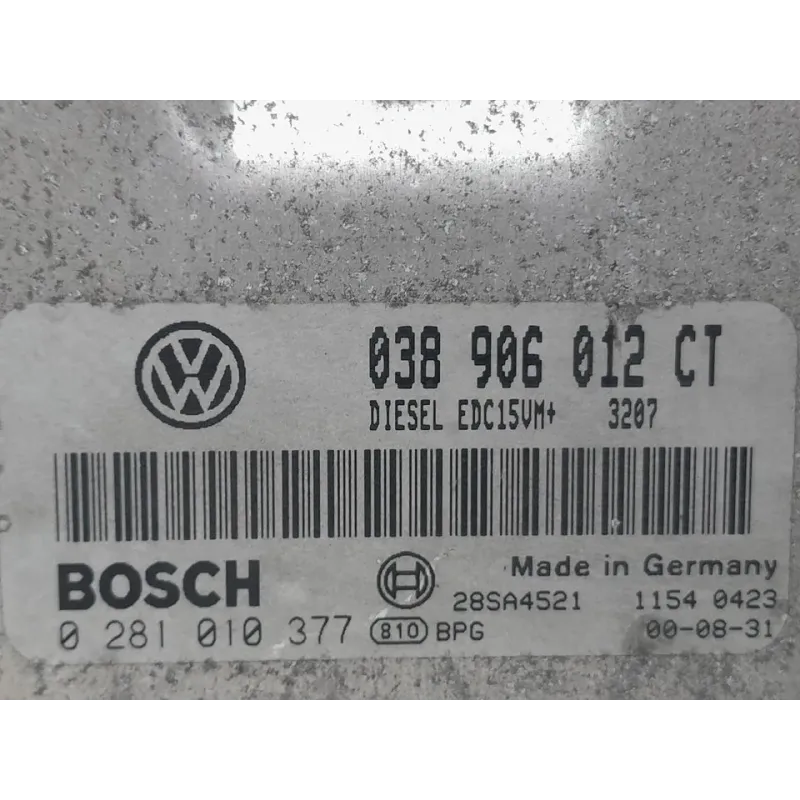 038 906 012 CT
DIESEL EDC15VM+ 3207
BOSCH
Made in Germany
28SA4521 1154 0423
0 281 010 377 810 BPG 00-08-31